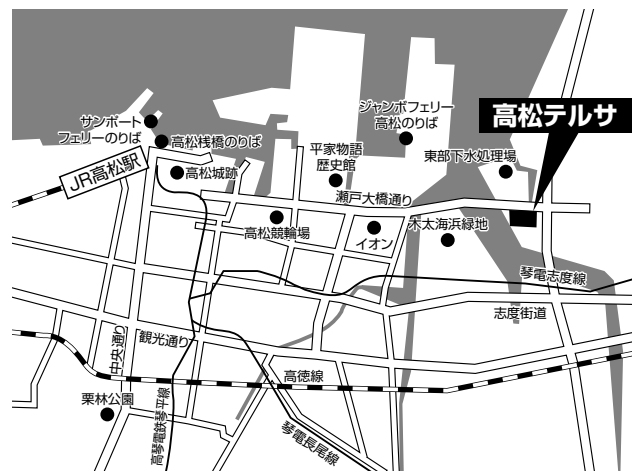 サンポート
フェリーのりば
高松桟橋のりば
JR高松駅
高松城跡
ジャンボフェリー
高松のりば
高松テルサ
平家物語
歴史館
東部下水処理場
瀬戸大橋通り
高松競輪場
イオン
木太海浜緑地
琴電志度線
志度街道
中央通り
観光通り
高徳線
栗林公園
高琴電鉄琴平線
琴電長尾線